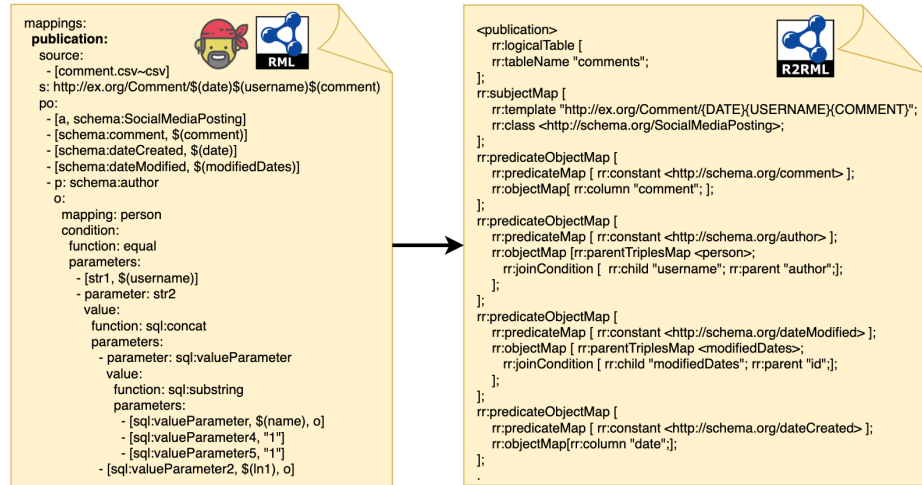 mappings:
publication:
source:
- [comment.csv~csv]
s: http://ex.org/Comment/$(date)$(username)$(comment)
po:
- [a, schema:SocialMediaPosting]
- [schema:comment, $(comment)]
- [schema:dateCreated, $(date)]
- [schema:dateModified, $(modifiedDates)]
- p: schema:author
o:
mapping: person
condition:
function: equal
parameters:
- [str1, $(username)]
- parameter: str2
value:
function: sql:concat
parameters:
- parameter: sql:valueParameter
value:
function: sql:substring
parameters:
- [sql:valueParameter, $(name), o]
- [sql:valueParameter4, "1"]
- [sql:valueParameter5, "1"]
- [sql:valueParameter2, $(ln1), o]
RML
<publication>
rr:logicalTable [
rr:tableName "comments";
];
rr:subjectMap [
rr:template "http://ex.org/Comment/{DATE}{USERNAME}{COMMENT}";
rr:class <http://schema.org/SocialMediaPosting>;
];
rr:predicateObjectMap [
rr:predicateMap [ rr:constant <http://schema.org/comment> ];
rr:objectMap[ rr:column "comment"; ];
];
rr:predicateObjectMap [
rr:predicateMap [ rr:constant <http://schema.org/author> ];
rr:objectMap [rr:parentTriplesMap <person>;
rr:joinCondition [ rr:child "username"; rr:parent "author";];
];
];
rr:predicateObjectMap [
rr:predicateMap [ rr:constant <http://schema.org/dateModified> ];
rr:objectMap [ rr:parentTriplesMap <modifiedDates>;
rr:joinCondition [ rr:child "modifiedDates"; rr:parent "id";];
];
];
rr:predicateObjectMap [
rr:predicateMap [ rr:constant <http://schema.org/dateCreated> ];
rr:objectMap[rr:column "date";];
];
.
R2RML